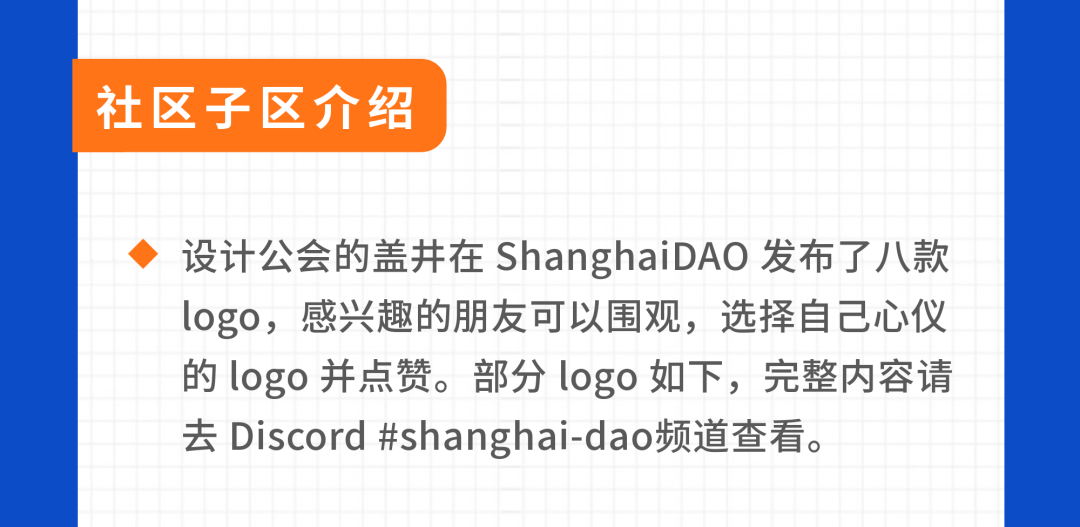 社区子区介绍
设计公会的盖井在 ShanghaiDAO 发布了八款
logo，感兴趣的朋友可以围观，选择自己心仪
的 logo 并点赞。部分 logo 如下，完整内容请
去 Discord #shanghai-dao频道查看。